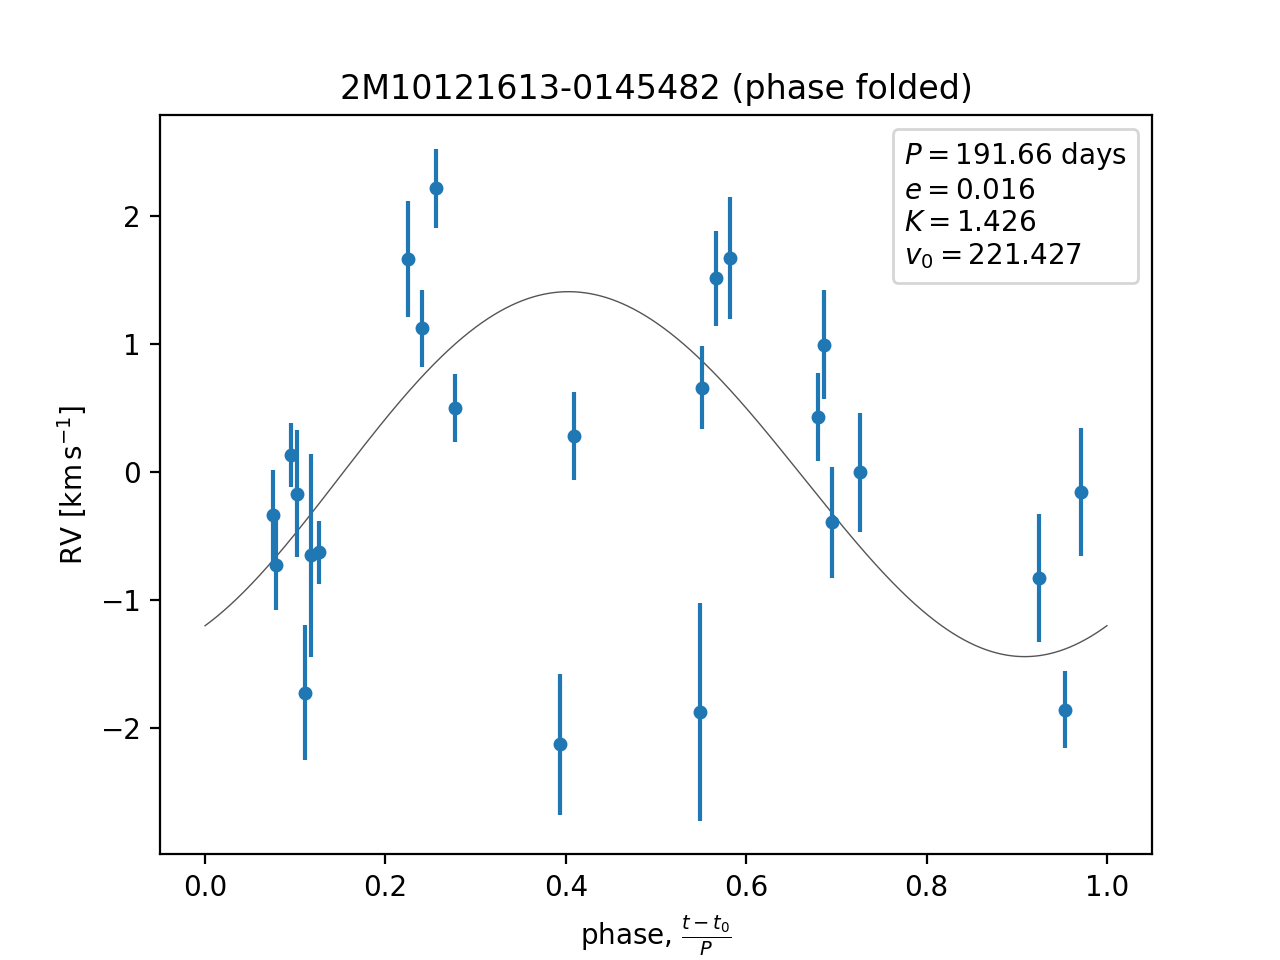 2M10121613-0145482 (phase folded)
P = 191.66 days
e = 0.016
K = 1.426
v₀ = 221.427
RV [km s⁻¹]
2
1
0
−1
−2
0.0 0.2 0.4 0.6 0.8 1.0
phase, (t − t₀)/P